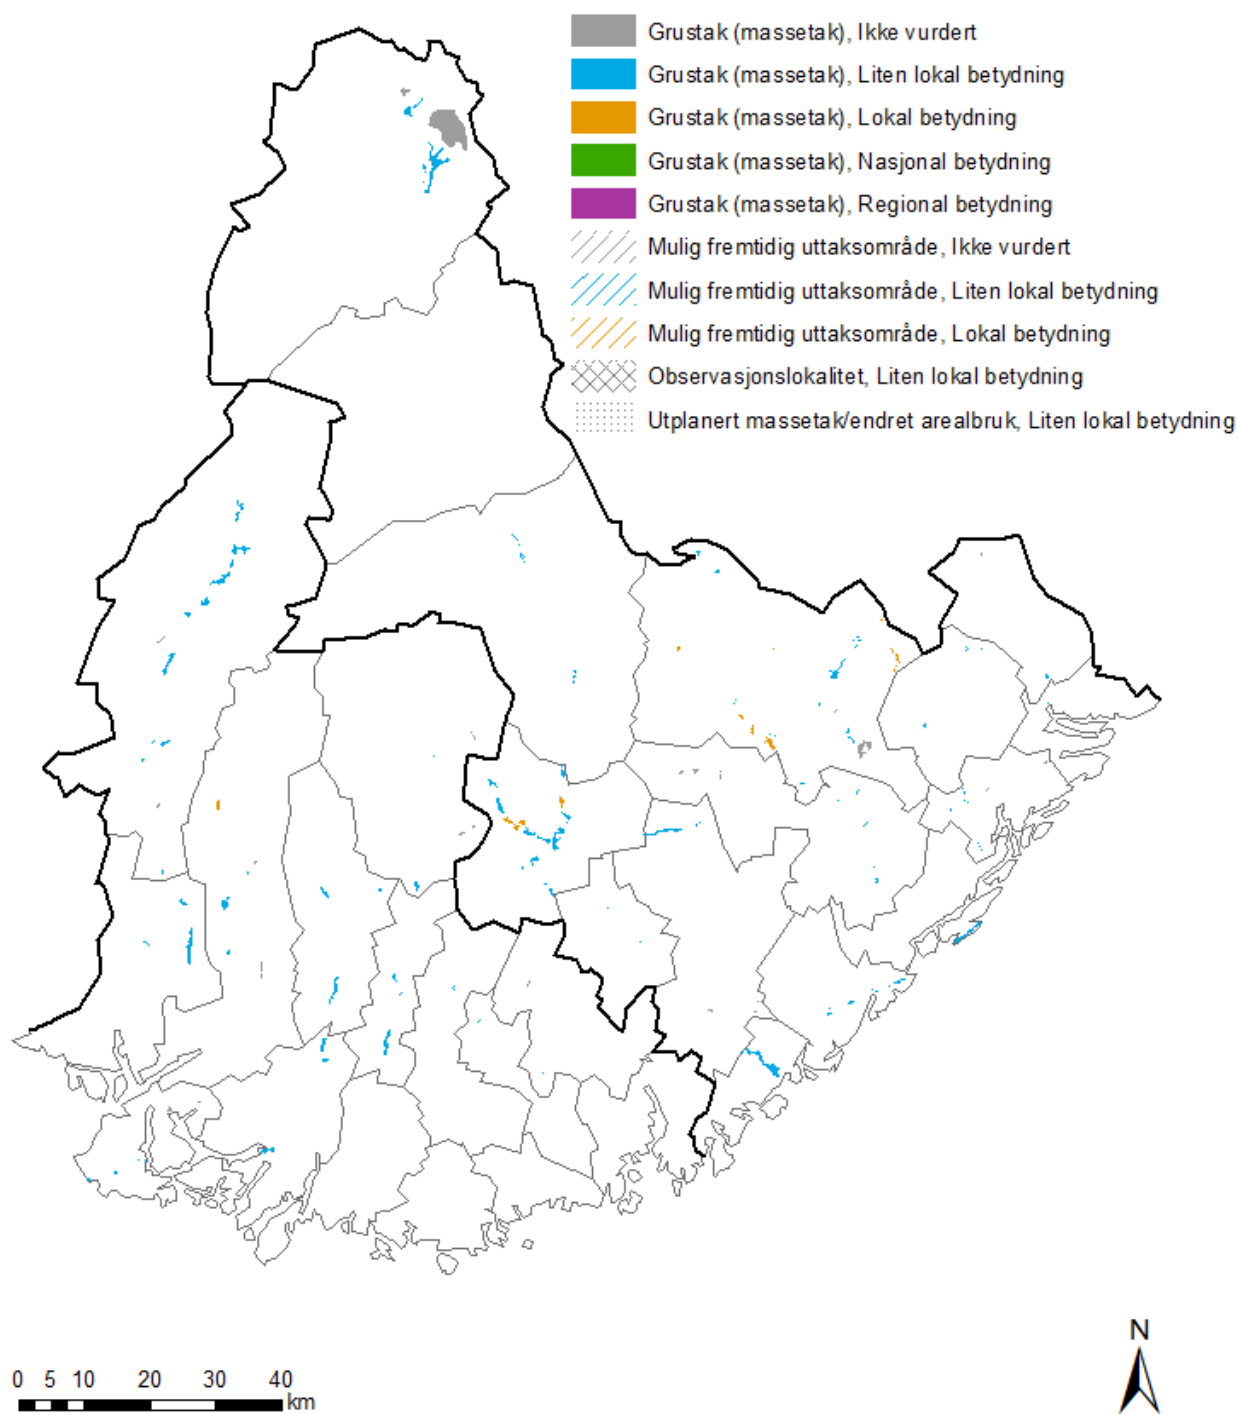 Grustak (massetak), Ikke vurdert
Grustak (massetak), Liten lokal betydning
Grustak (massetak), Lokal betydning
Grustak (massetak), Nasjonal betydning
Grustak (massetak), Regional betydning
Mulig fremtidig uttaksområde, Ikke vurdert
Mulig fremtidig uttaksområde, Liten lokal betydning
Mulig fremtidig uttaksområde, Lokal betydning
Observasjonslokalitet, Liten lokal betydning
Utplanert massetak/endret arealbruk, Liten lokal betydning
N
0 5 10 20 30 40
km